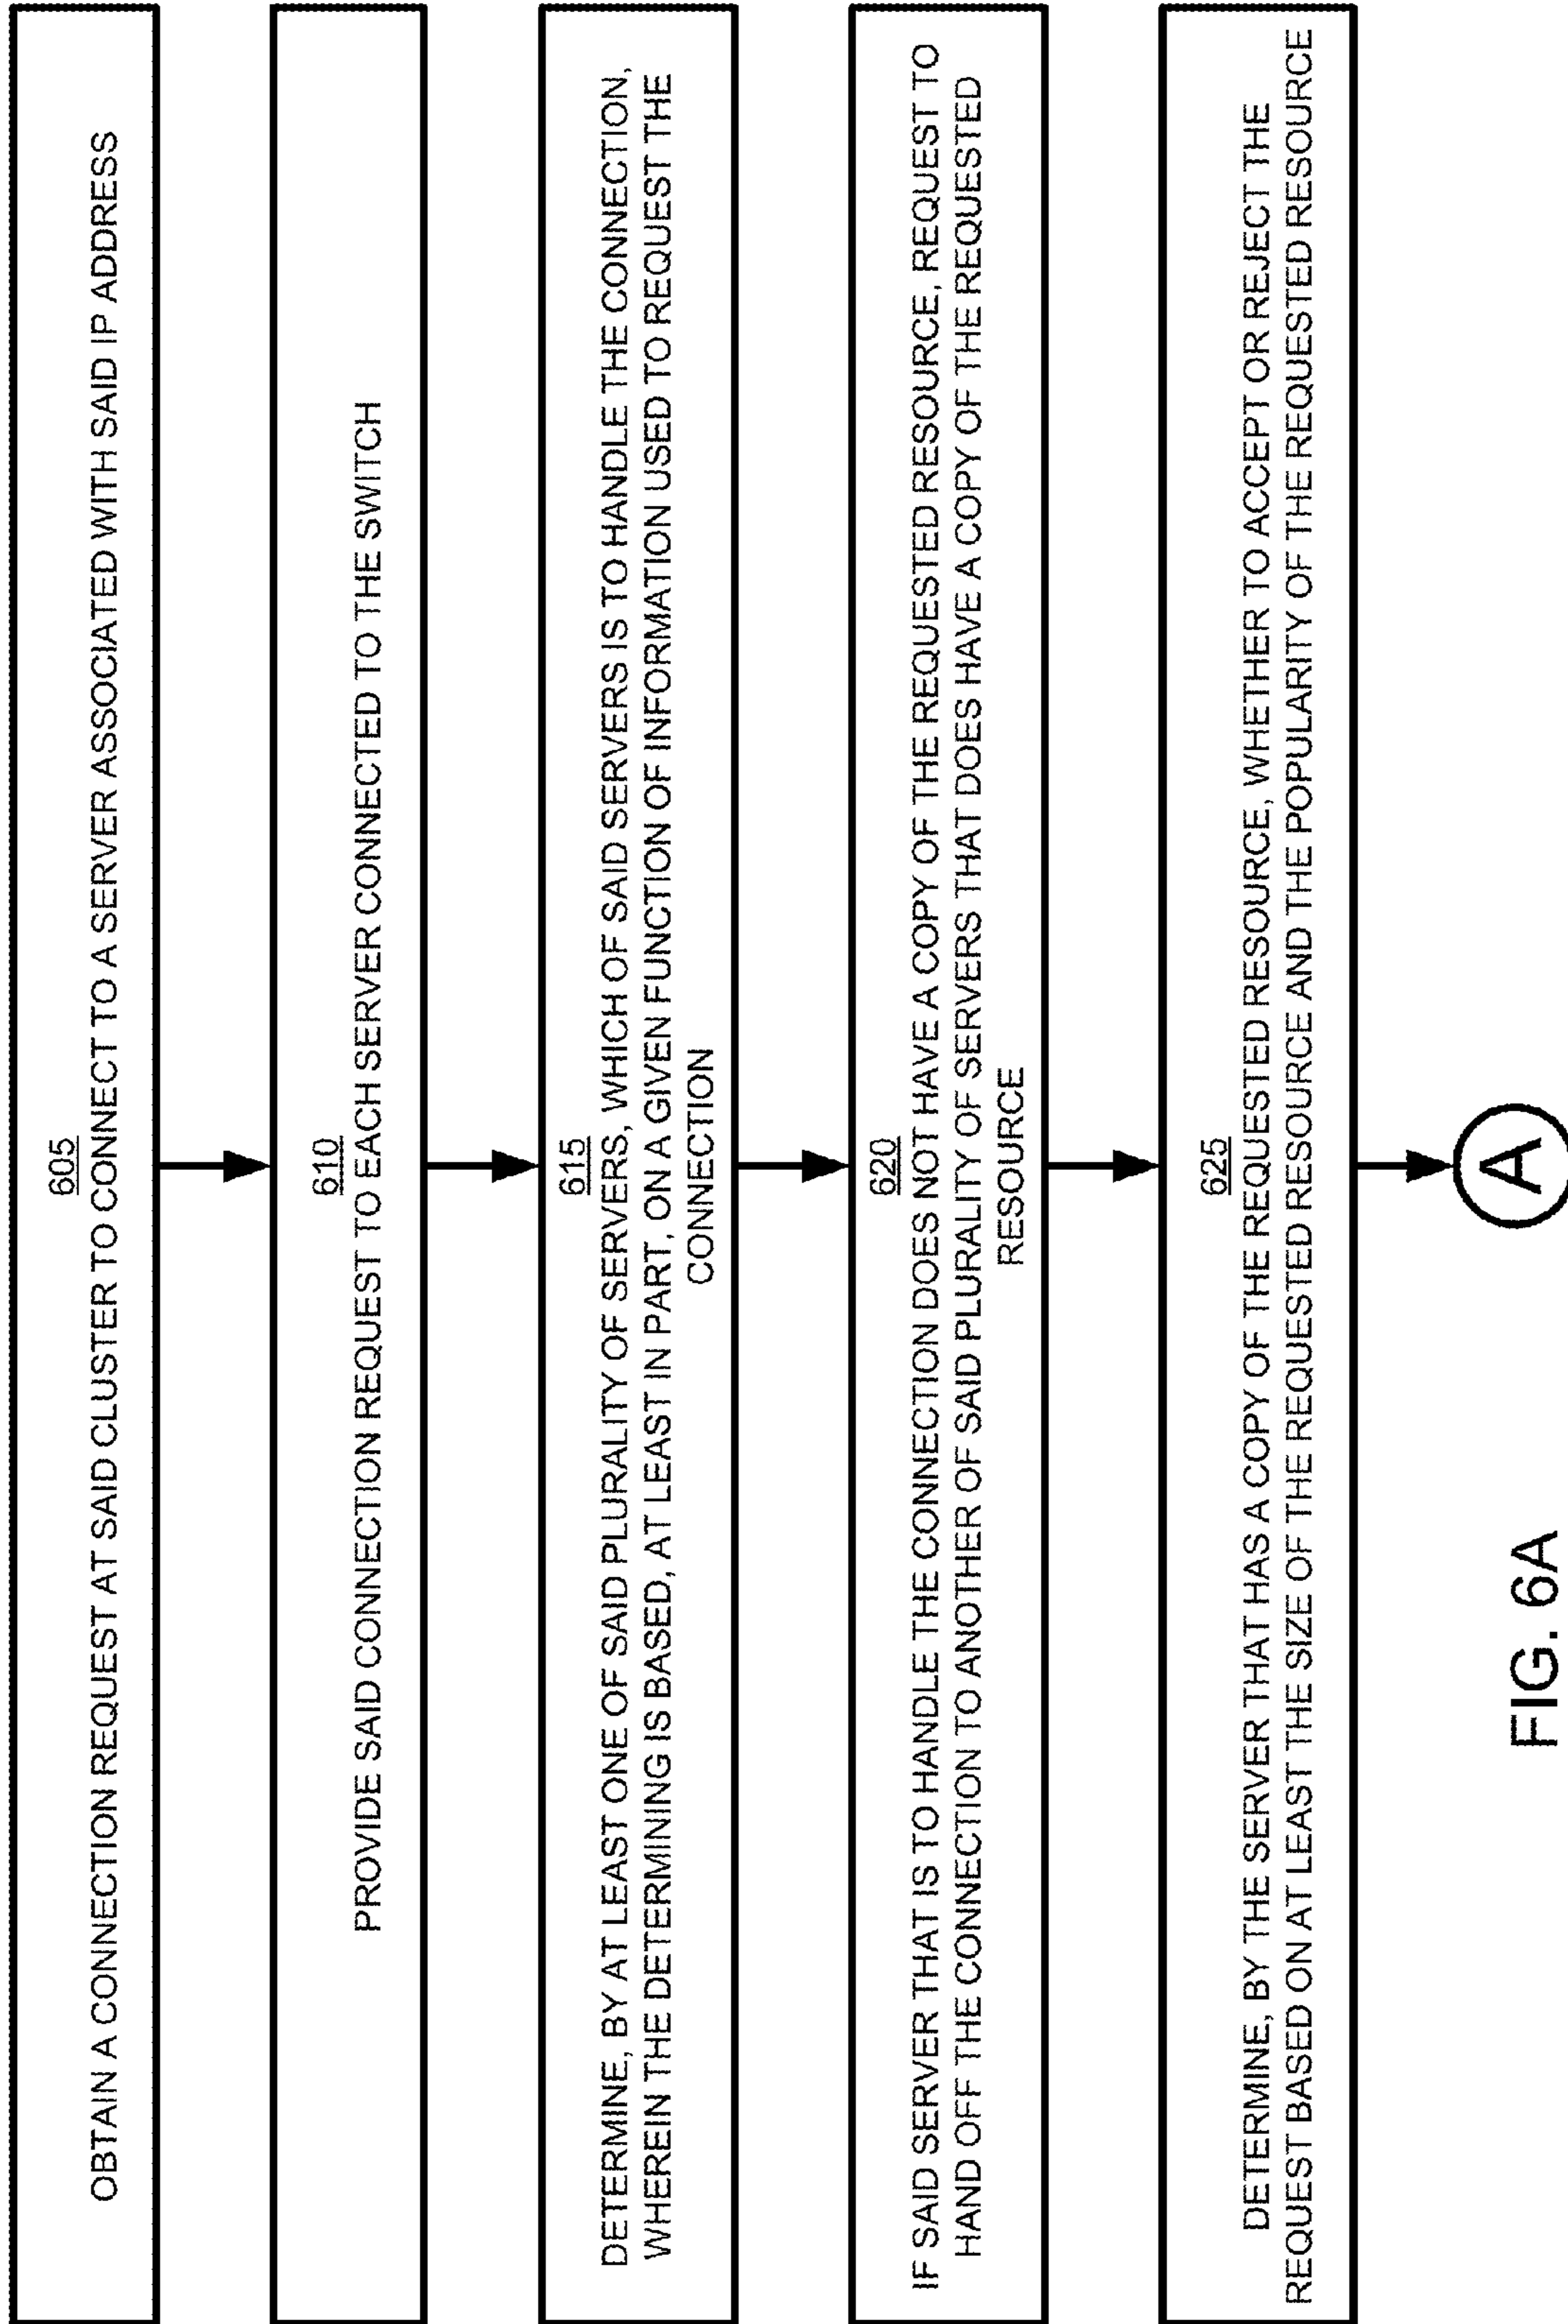 605
OBTAIN A CONNECTION REQUEST AT SAID CLUSTER TO CONNECT TO A SERVER ASSOCIATED WITH SAID IP ADDRESS
610
PROVIDE SAID CONNECTION REQUEST TO EACH SERVER CONNECTED TO THE SWITCH
615
DETERMINE, BY AT LEAST ONE OF SAID PLURALITY OF SERVERS, WHICH OF SAID SERVERS IS TO HANDLE THE CONNECTION,
WHEREIN THE DETERMINING IS BASED, AT LEAST IN PART, ON A GIVEN FUNCTION OF INFORMATION USED TO REQUEST THE
CONNECTION
620
IF SAID SERVER THAT IS TO HANDLE THE CONNECTION DOES NOT HAVE A COPY OF THE REQUESTED RESOURCE, REQUEST TO
HAND OFF THE CONNECTION TO ANOTHER OF SAID PLURALITY OF SERVERS THAT DOES HAVE A COPY OF THE REQUESTED
RESOURCE
625
DETERMINE, BY THE SERVER THAT HAS A COPY OF THE REQUESTED RESOURCE, WHETHER TO ACCEPT OR REJECT THE
REQUEST BASED ON AT LEAST THE SIZE OF THE REQUESTED RESOURCE AND THE POPULARITY OF THE REQUESTED RESOURCE
A
FIG. 6A